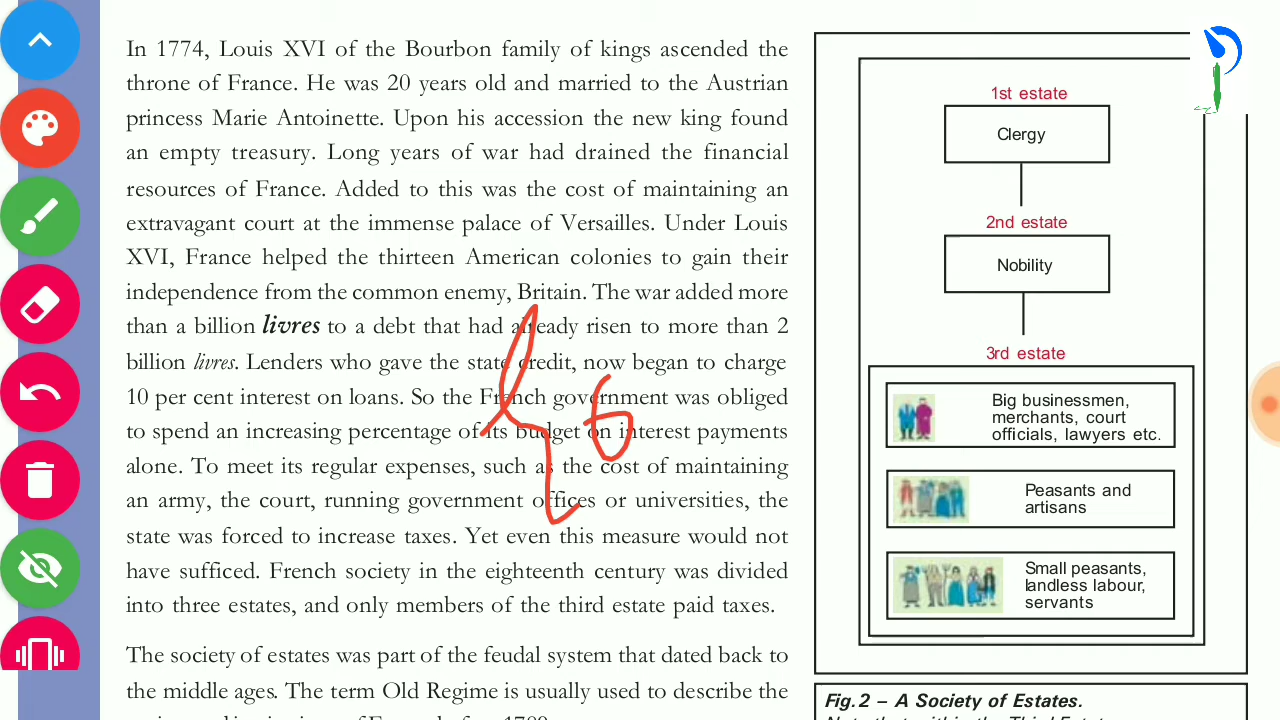 In 1774, Louis XVI of the Bourbon family of kings ascended the
throne of France. He was 20 years old and married to the Austrian
princess Marie Antoinette. Upon his accession the new king found
an empty treasury. Long years of war had drained the financial
resources of France. Added to this was the cost of maintaining an
extravagant court at the immense palace of Versailles. Under Louis
XVI, France helped the thirteen American colonies to gain their
independence from the common enemy, Britain. The war added more
than a billion livres to a debt that had already risen to more than 2
billion livres. Lenders who gave the state credit, now began to charge
10 per cent interest on loans. So the French government was obliged
to spend an increasing percentage of its budget on interest payments
alone. To meet its regular expenses, such as the cost of maintaining
an army, the court, running government offices or universities, the
state was forced to increase taxes. Yet even this measure would not
have sufficed. French society in the eighteenth century was divided
into three estates, and only members of the third estate paid taxes.
The society of estates was part of the feudal system that dated back to
the middle ages. The term Old Regime is usually used to describe the
1st estate
Clergy
2nd estate
Nobility
3rd estate
Big businessmen,
merchants, court
officials, lawyers etc.
Peasants and
artisans
Small peasants,
landless labour,
servants
Fig.2 – A Society of Estates.